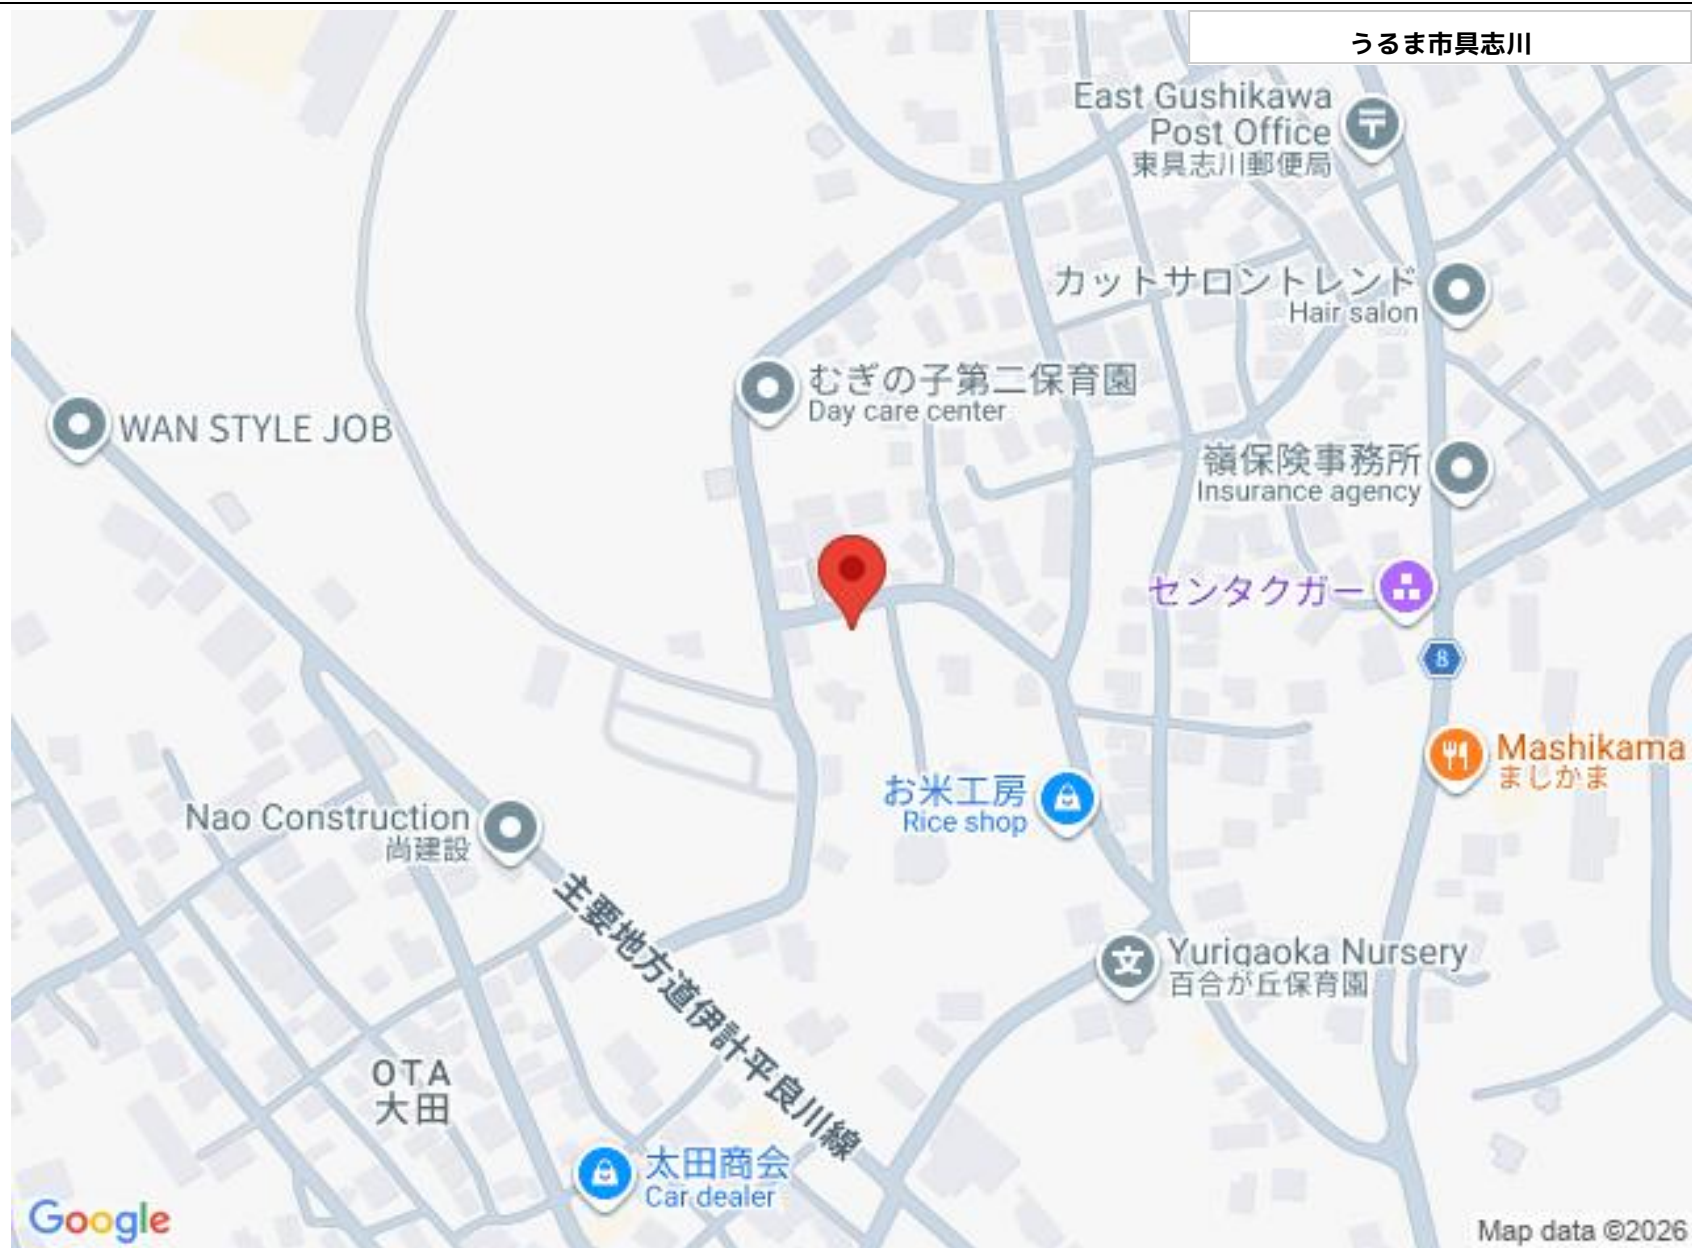 うるま市具志川
East Gushikawa
Post Office
東具志川郵便局
カットサロントレンド
Hair salon
むぎの子第二保育園
Day care center
WAN STYLE JOB
嶺保険事務所
Insurance agency
センタクガー
8
Mashikama
まじかま
お米工房
Rice shop
Nao Construction
尚建設
主要地方道伊計平良川線
Yurigaoka Nursery
百合が丘保育園
OTA
大田
太田商会
Car dealer
Google
Map data ©2026